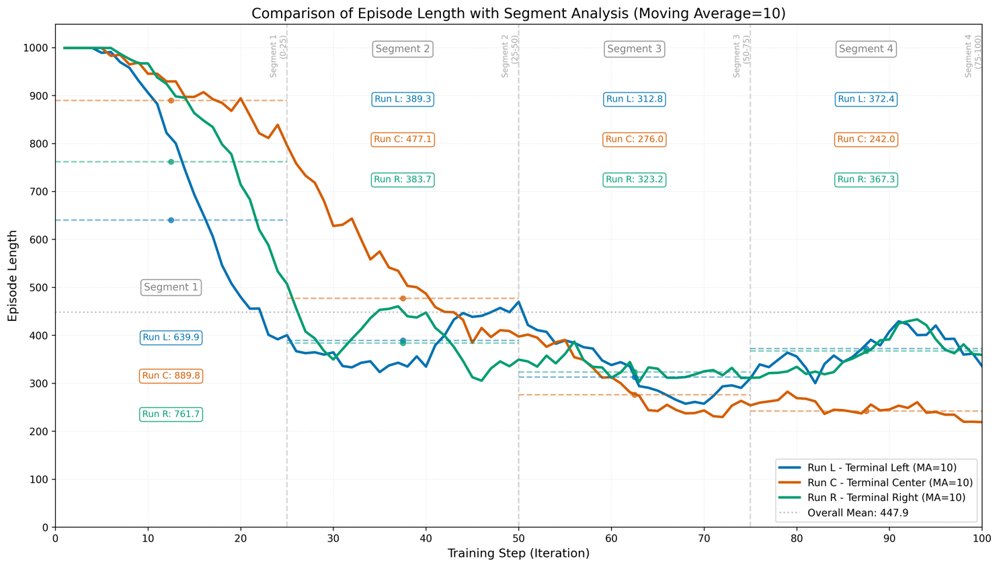 Comparison of Episode Length with Segment Analysis (Moving Average=10)
Episode Length
1000
900
800
700
600
500
400
300
200
100
0
Segment 1
(0-25)
Segment 2
(25-50)
Segment 3
(50-75)
Segment 4
(75-100)
Segment 1
Run L: 639.9
Run C: 889.8
Run R: 761.7
Segment 2
Run L: 389.3
Run C: 477.1
Run R: 383.7
Segment 3
Run L: 312.8
Run C: 276.0
Run R: 323.2
Segment 4
Run L: 372.4
Run C: 242.0
Run R: 367.3
Run L - Terminal Left (MA=10)
Run C - Terminal Center (MA=10)
Run R - Terminal Right (MA=10)
Overall Mean: 447.9
0 10 20 30 40 50 60 70 80 90 100
Training Step (Iteration)